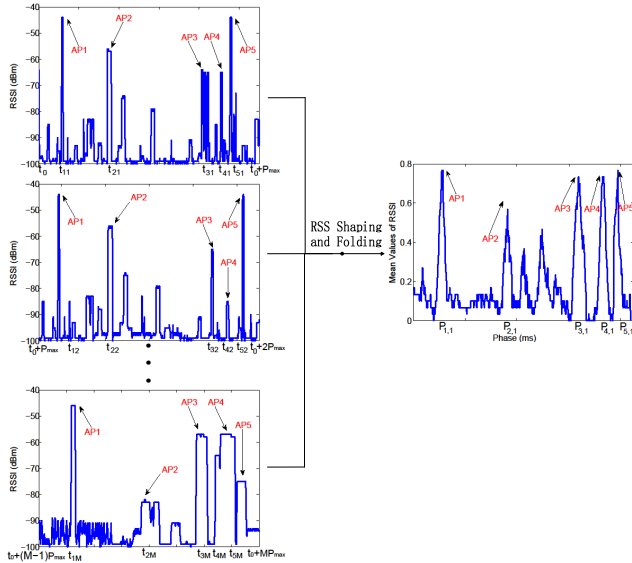 -40
-50
-60
-70
-80
-90
-100
RSSI (dBm)
AP1
AP2
AP3
AP4
AP5
t0 t11 t21 t31 t41 t51 t0+Pmax
-40
-50
-60
-70
-80
-90
-100
RSSI (dBm)
AP1
AP2
AP3
AP4
AP5
t0+Pmax t12 t22 t32 t42 t52 t0+2Pmax
-40
-50
-60
-70
-80
-90
-100
RSSI (dBm)
AP1
AP2
AP3
AP4
AP5
t0+(M-1)Pmax t1M t2M t3M t4M t5M t0+MPmax
RSS Shaping
and Folding
0.8
0.6
0.4
0.2
0
Mean Values of RSSI
AP1
AP2
AP3
AP4
AP5
P1,1 P2,1 P3,1 P4,1 P5,1
Phase (ms)